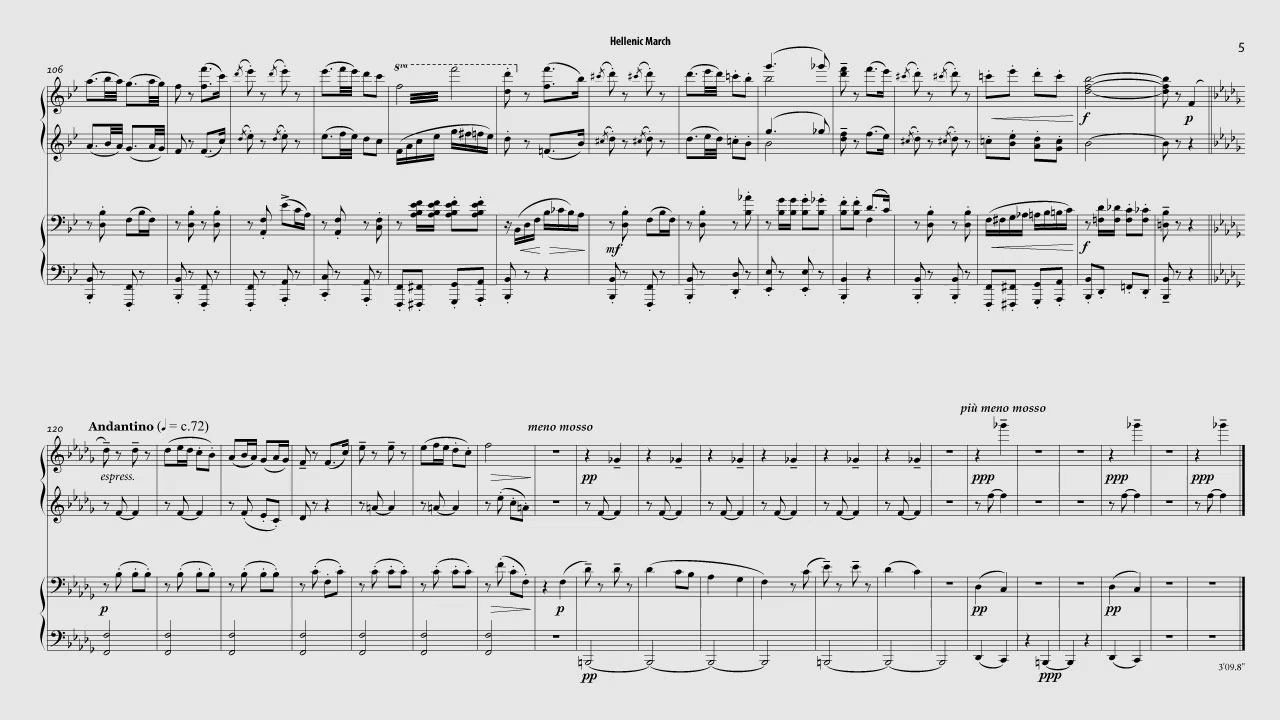 Hellenic March
5
106
8va
f
p
mf
f
120
Andantino (♩ = c.72)
meno mosso
più meno mosso
espress.
pp
ppp
ppp
ppp
p
p
pp
pp
pp
ppp
3'09.8"